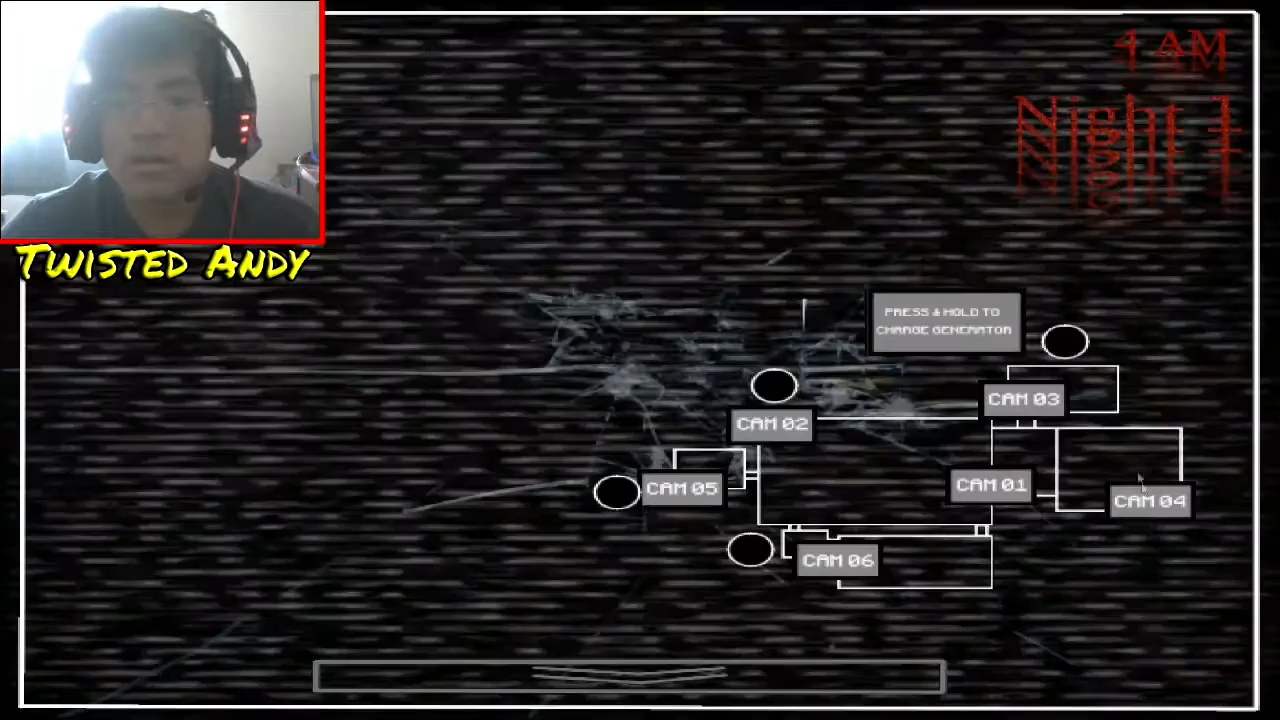 4 AM
Night 1
Twisted Andy
PRESS & HOLD TO
CHARGE GENERATOR
CAM 03
CAM 02
CAM 05
CAM 01
CAM 04
CAM 06